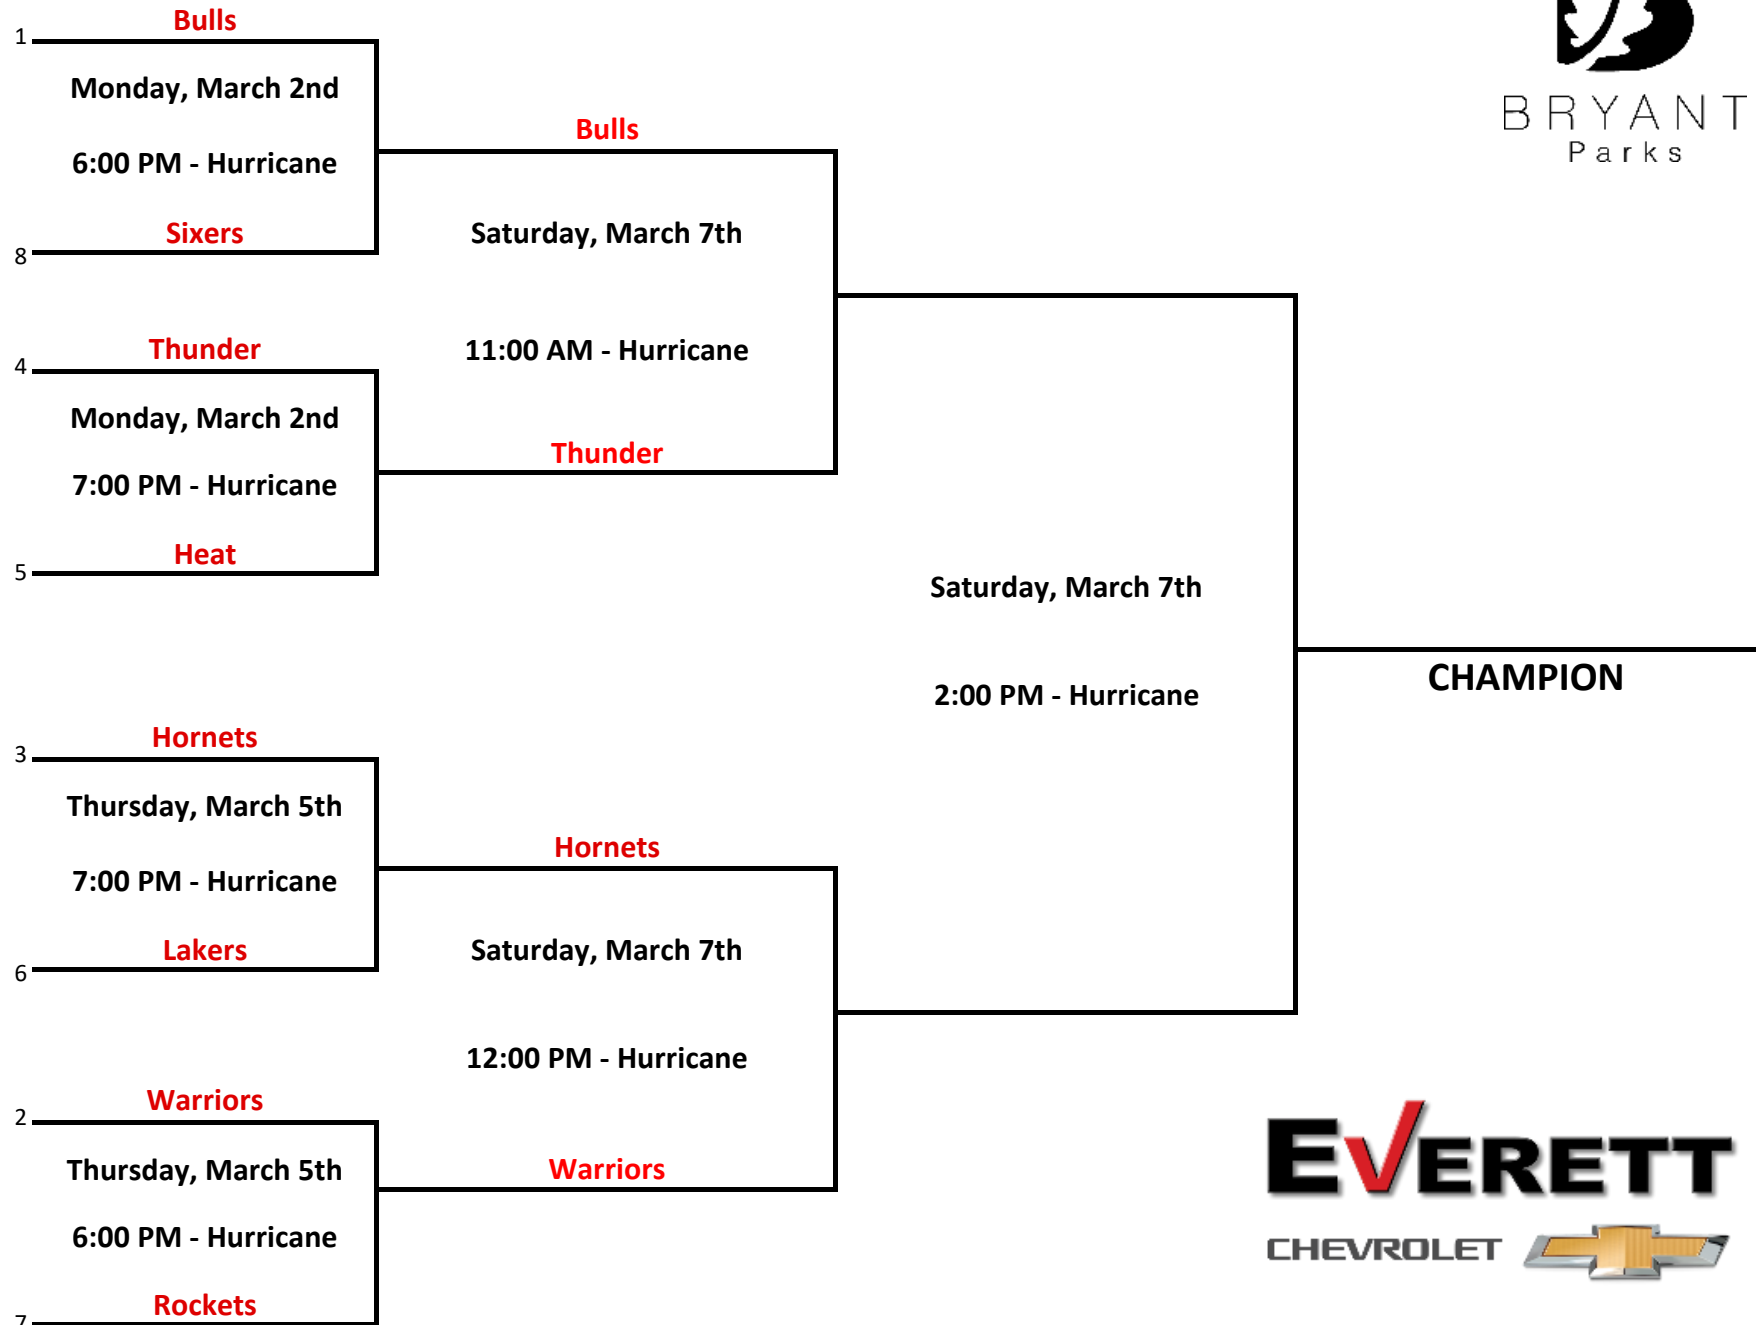 Bulls
1
Monday, March 2nd
6:00 PM - Hurricane
Sixers
8
Thunder
4
Monday, March 2nd
7:00 PM - Hurricane
Heat
5
Hornets
3
Thursday, March 5th
7:00 PM - Hurricane
Lakers
6
Warriors
2
Thursday, March 5th
6:00 PM - Hurricane
Rockets
7
Bulls
Saturday, March 7th
11:00 AM - Hurricane
Thunder
Hornets
Saturday, March 7th
12:00 PM - Hurricane
Warriors
Saturday, March 7th
2:00 PM - Hurricane
CHAMPION
BRYANT
Parks
EVERETT
CHEVROLET